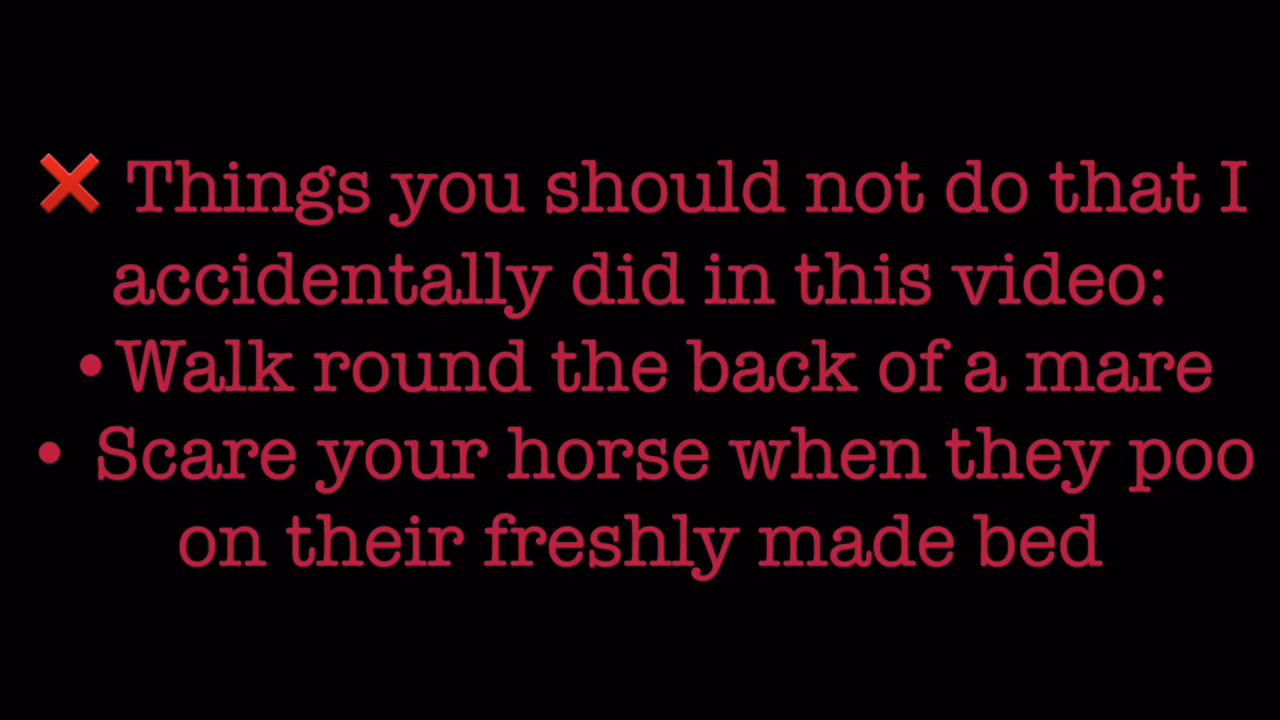 ❌ Things you should not do that I
accidentally did in this video:
•Walk round the back of a mare
• Scare your horse when they poo
on their freshly made bed